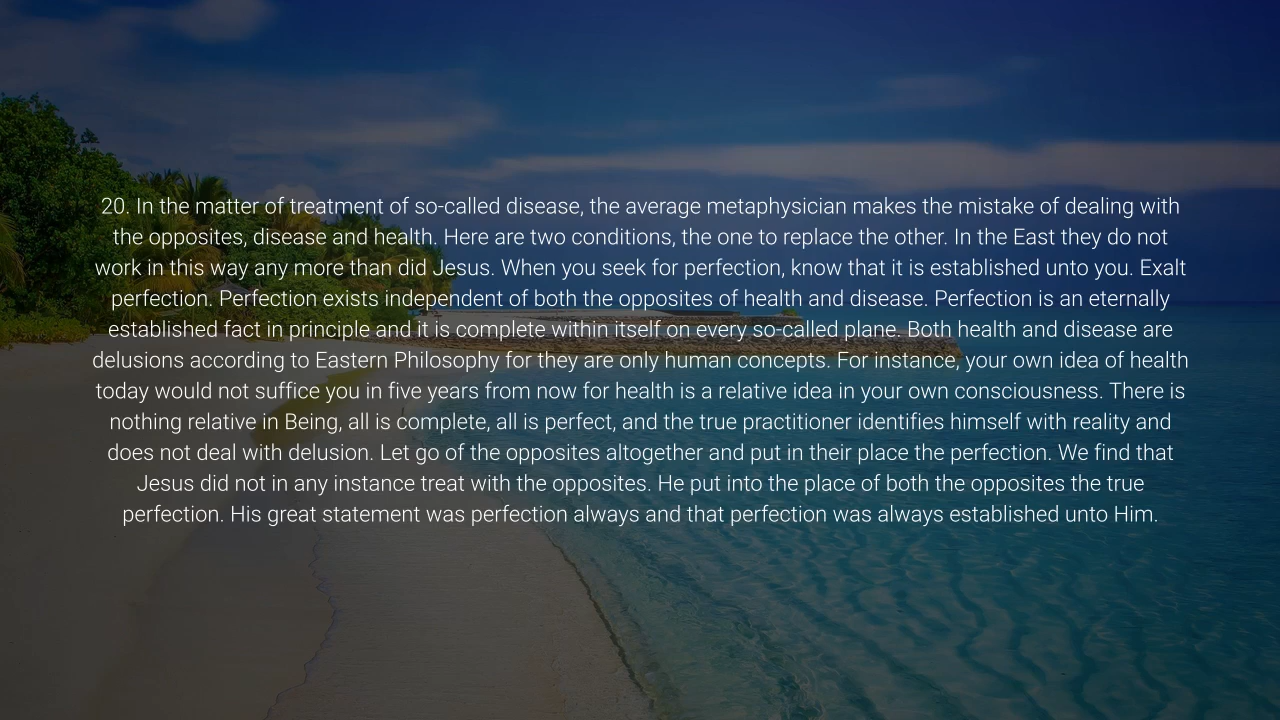 20. In the matter of treatment of so-called disease, the average metaphysician makes the mistake of dealing with
the opposites, disease and health. Here are two conditions, the one to replace the other. In the East they do not
work in this way any more than did Jesus. When you seek for perfection, know that it is established unto you. Exalt
perfection. Perfection exists independent of both the opposites of health and disease. Perfection is an eternally
established fact in principle and it is complete within itself on every so-called plane. Both health and disease are
delusions according to Eastern Philosophy for they are only human concepts. For instance, your own idea of health
today would not suffice you in five years from now for health is a relative idea in your own consciousness. There is
nothing relative in Being, all is complete, all is perfect, and the true practitioner identifies himself with reality and
does not deal with delusion. Let go of the opposites altogether and put in their place the perfection. We find that
Jesus did not in any instance treat with the opposites. He put into the place of both the opposites the true
perfection. His great statement was perfection always and that perfection was always established unto Him.